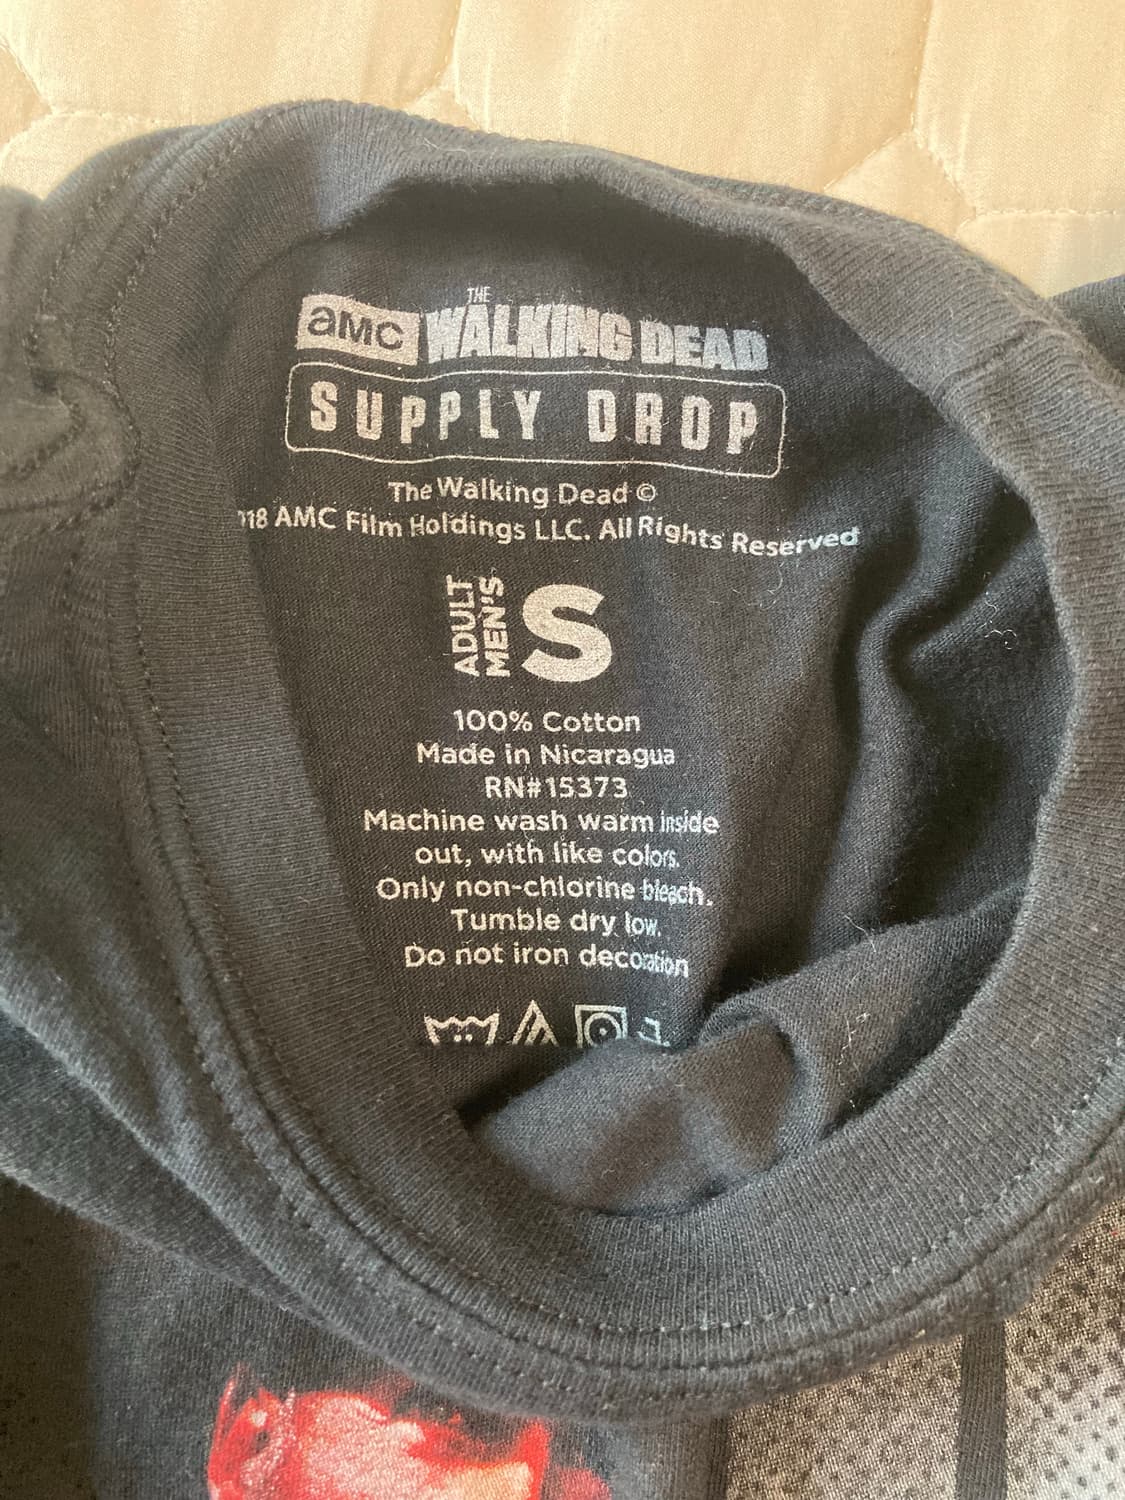 aMC THE WALKING DEAD
SUPPLY DROP
The Walking Dead ©
18 AMC Film Holdings LLC. All Rights Reserved
ADULT
MEN'S
S
100% Cotton
Made in Nicaragua
RN#15373
Machine wash warm inside
out, with like colors.
Only non-chlorine bleach.
Tumble dry low.
Do not iron decoration